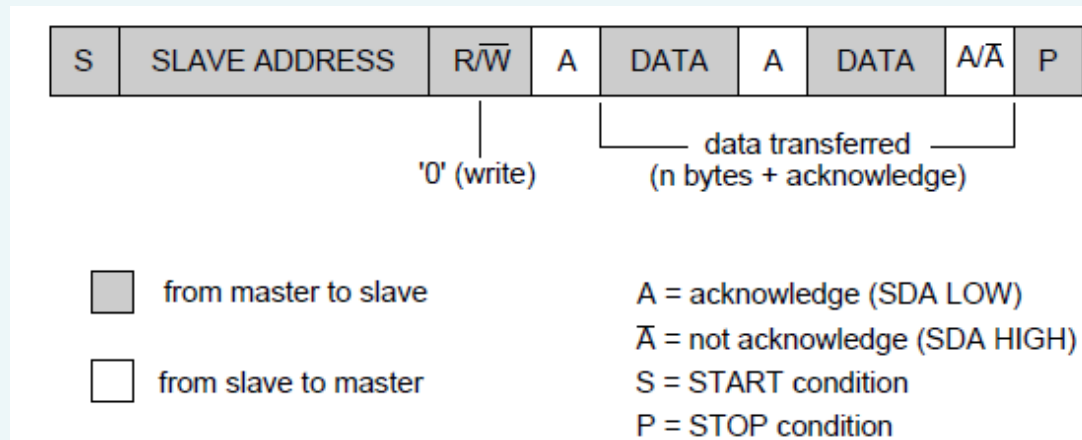 S SLAVE ADDRESS R/W̅ A DATA A DATA A/A̅ P
'0' (write)
data transferred
(n bytes + acknowledge)
from master to slave
from slave to master
A = acknowledge (SDA LOW)
A̅ = not acknowledge (SDA HIGH)
S = START condition
P = STOP condition